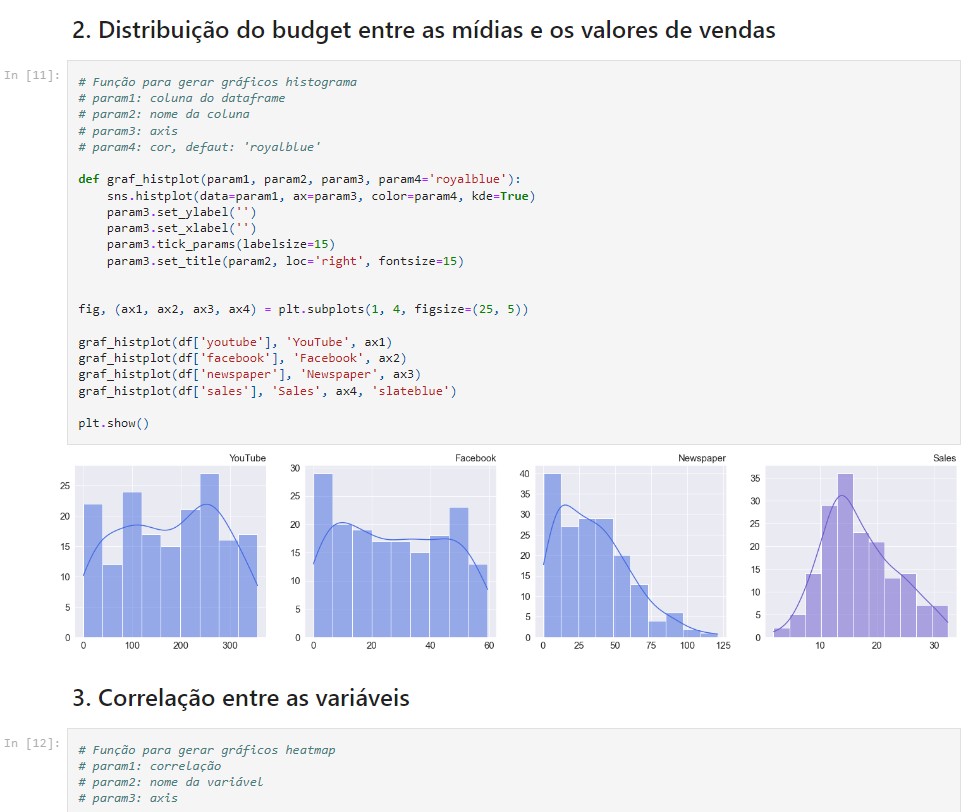 2. Distribuição do budget entre as mídias e os valores de vendas
In [11]:
# Função para gerar gráficos histograma
# param1: coluna do dataframe
# param2: nome da coluna
# param3: axis
# param4: cor, defaut: 'royalblue'
def graf_histplot(param1, param2, param3, param4='royalblue'):
    sns.histplot(data=param1, ax=param3, color=param4, kde=True)
    param3.set_ylabel('')
    param3.set_xlabel('')
    param3.tick_params(labelsize=15)
    param3.set_title(param2, loc='right', fontsize=15)
fig, (ax1, ax2, ax3, ax4) = plt.subplots(1, 4, figsize=(25, 5))
graf_histplot(df['youtube'], 'YouTube', ax1)
graf_histplot(df['facebook'], 'Facebook', ax2)
graf_histplot(df['newspaper'], 'Newspaper', ax3)
graf_histplot(df['sales'], 'Sales', ax4, 'slateblue')
plt.show()
YouTube
25
20
15
10
5
0
0 100 200 300
Facebook
30
25
20
15
10
5
0
0 20 40 60
Newspaper
40
35
30
25
20
15
10
5
0
0 25 50 75 100 125
Sales
35
30
25
20
15
10
5
0
10 20 30
3. Correlação entre as variáveis
In [12]:
# Função para gerar gráficos heatmap
# param1: correlação
# param2: nome da variável
# param3: axis